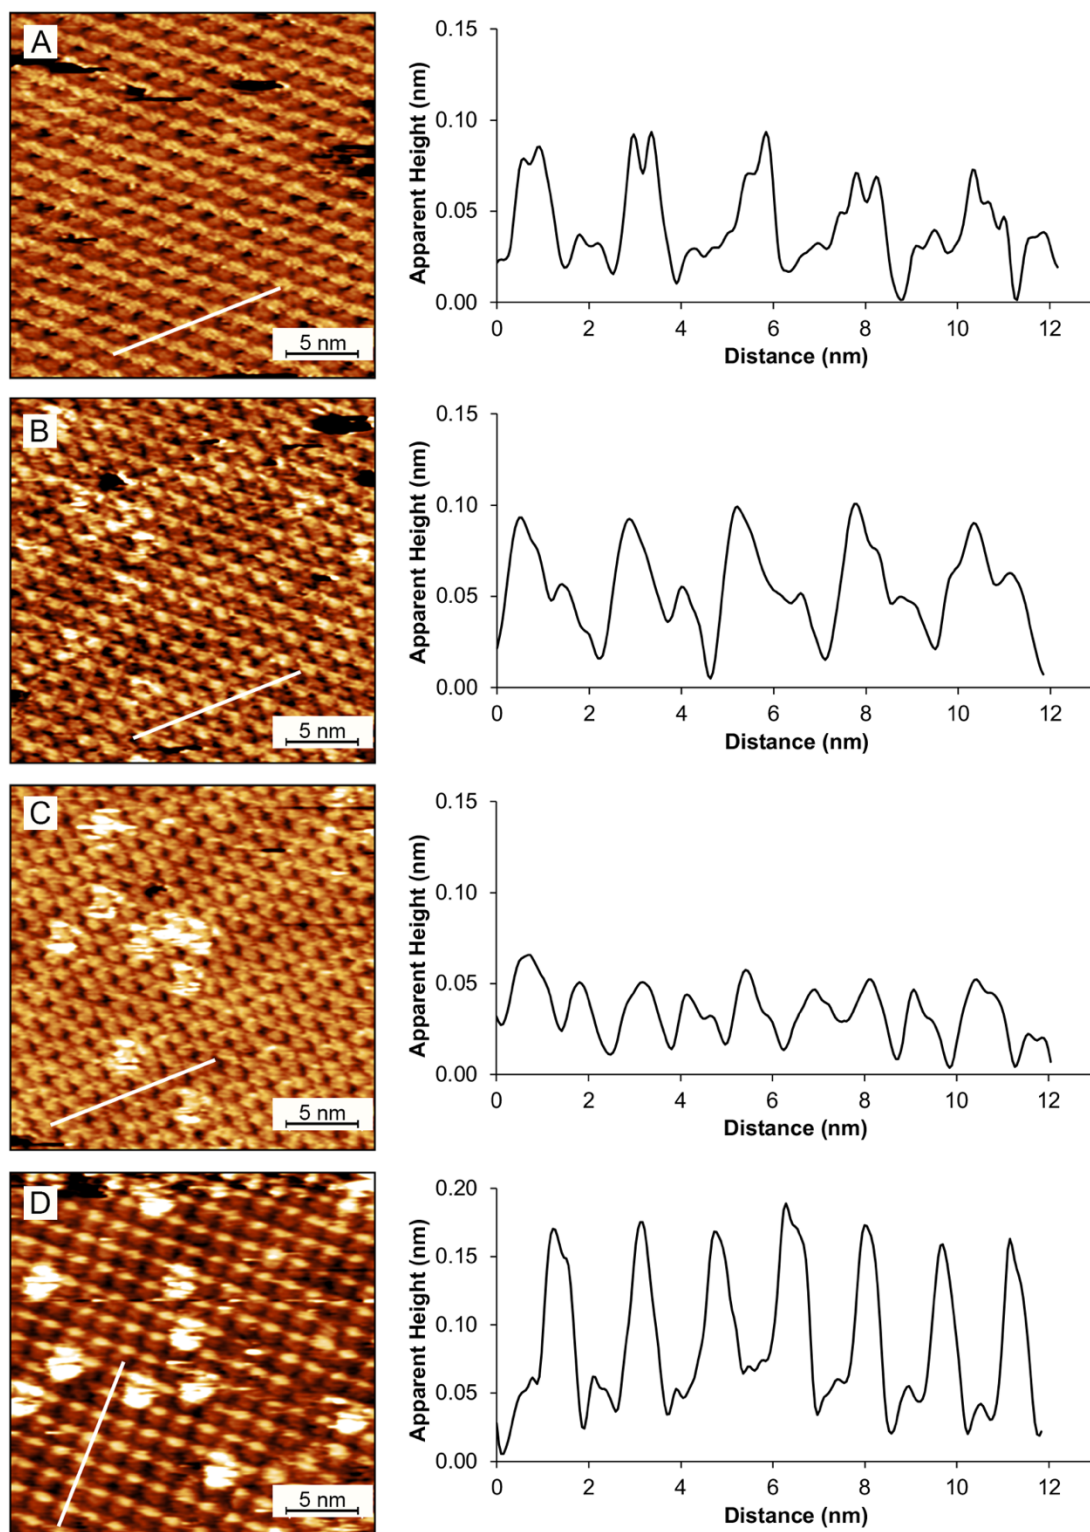 A
5 nm
0.15
0.10
0.05
0.00
Apparent Height (nm)
0 2 4 6 8 10 12
Distance (nm)
B
5 nm
0.15
0.10
0.05
0.00
Apparent Height (nm)
0 2 4 6 8 10 12
Distance (nm)
C
5 nm
0.15
0.10
0.05
0.00
Apparent Height (nm)
0 2 4 6 8 10 12
Distance (nm)
D
5 nm
0.20
0.15
0.10
0.05
0.00
Apparent Height (nm)
0 2 4 6 8 10 12
Distance (nm)